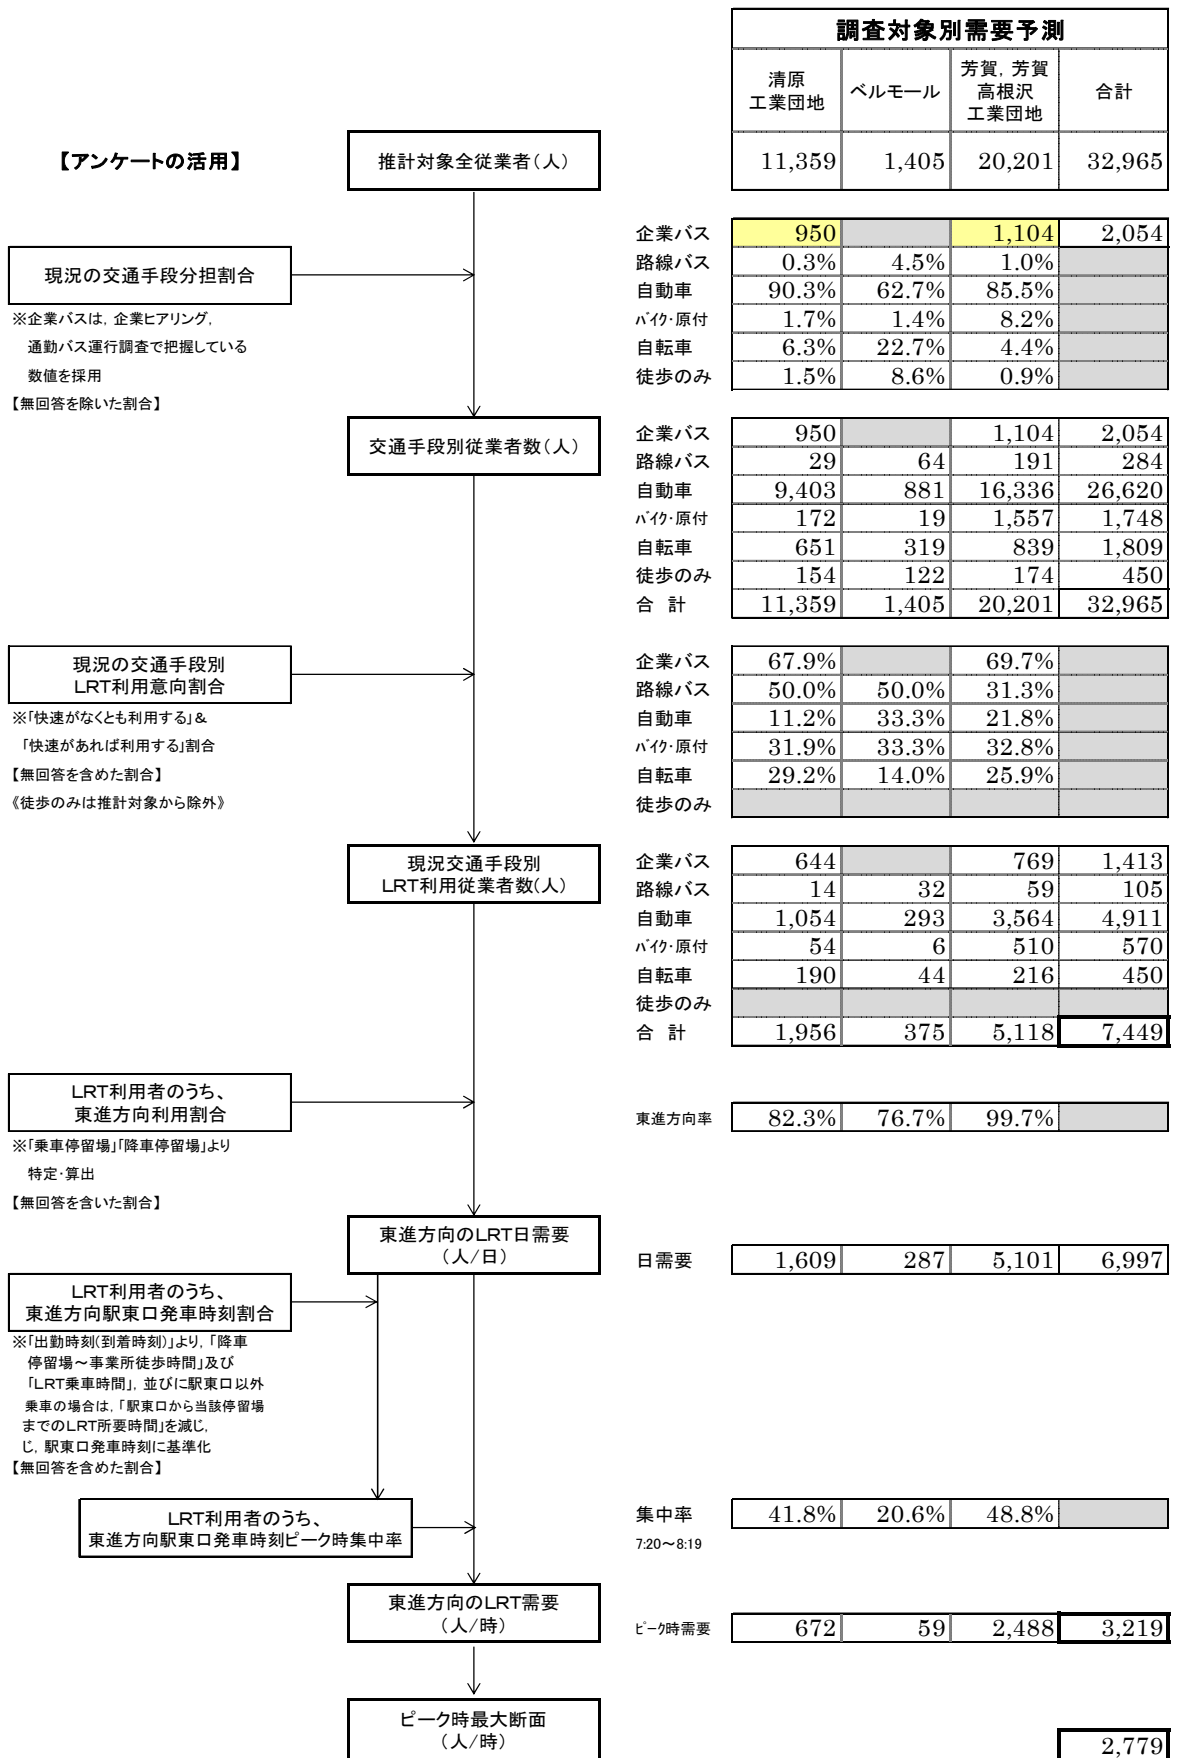 調査対象別需要予測
清原
工業団地
ベルモール
芳賀，芳賀
高根沢
工業団地
合計
【アンケートの活用】
推計対象全従業者(人)
11,359 1,405 20,201 32,965
現況の交通手段分担割合
※企業バスは，企業ヒアリング，
通勤バス運行調査で把握している
数値を採用
【無回答を除いた割合】
企業バス 950 1,104 2,054
路線バス 0.3% 4.5% 1.0%
自動車 90.3% 62.7% 85.5%
バイク・原付 1.7% 1.4% 8.2%
自転車 6.3% 22.7% 4.4%
徒歩のみ 1.5% 8.6% 0.9%
交通手段別従業者数(人)
企業バス 950 1,104 2,054
路線バス 29 64 191 284
自動車 9,403 881 16,336 26,620
バイク・原付 172 19 1,557 1,748
自転車 651 319 839 1,809
徒歩のみ 154 122 174 450
合 計 11,359 1,405 20,201 32,965
現況の交通手段別
LRT利用意向割合
※「快速がなくとも利用する」＆
「快速があれば利用する」割合
【無回答を含めた割合】
《徒歩のみは推計対象から除外》
企業バス 67.9% 69.7%
路線バス 50.0% 50.0% 31.3%
自動車 11.2% 33.3% 21.8%
バイク・原付 31.9% 33.3% 32.8%
自転車 29.2% 14.0% 25.9%
徒歩のみ
現況交通手段別
LRT利用従業者数(人)
企業バス 644 769 1,413
路線バス 14 32 59 105
自動車 1,054 293 3,564 4,911
バイク・原付 54 6 510 570
自転車 190 44 216 450
徒歩のみ
合 計 1,956 375 5,118 7,449
LRT利用者のうち、
東進方向利用割合
※「乗車停留場」「降車停留場」より
特定・算出
【無回答を含いた割合】
東進方向率 82.3% 76.7% 99.7%
東進方向のLRT日需要
(人/日)
日需要 1,609 287 5,101 6,997
LRT利用者のうち、
東進方向駅東口発車時刻割合
※「出勤時刻(到着時刻)」より，「降車
停留場～事業所徒歩時間」及び
「LRT乗車時間」，並びに駅東口以外
乗車の場合は，「駅東口から当該停留場
までのLRT所要時間」を減じ，
じ，駅東口発車時刻に基準化
【無回答を含めた割合】
LRT利用者のうち、
東進方向駅東口発車時刻ピーク時集中率
集中率 41.8% 20.6% 48.8%
7:20～8:19
東進方向のLRT需要
(人/時)
ピーク時需要 672 59 2,488 3,219
ピーク時最大断面
(人/時)
2,779